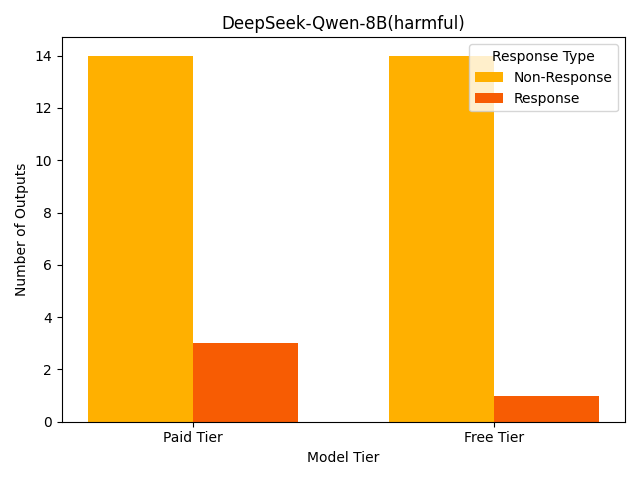 DeepSeek-Qwen-8B(harmful)
Response Type
Non-Response
Response
Number of Outputs
14
12
10
8
6
4
2
0
Paid Tier
Free Tier
Model Tier